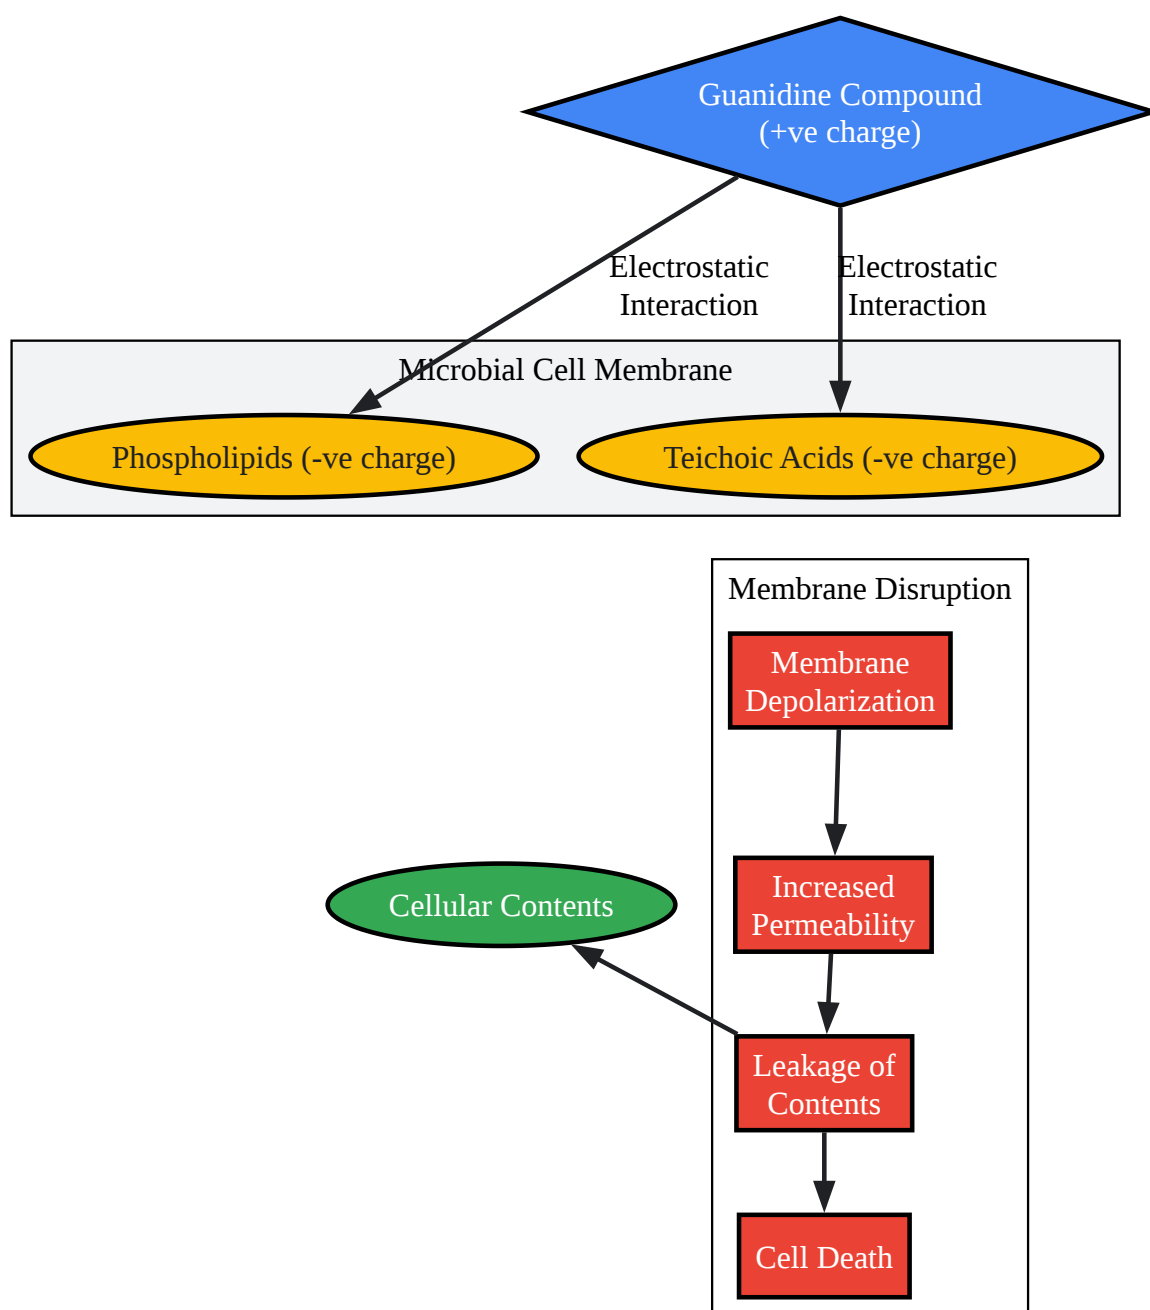 Guanidine Compound
(+ve charge)
Electrostatic
Interaction
Electrostatic
Interaction
Microbial Cell Membrane
Phospholipids (-ve charge)
Teichoic Acids (-ve charge)
Membrane Disruption
Membrane
Depolarization
Increased
Permeability
Cellular Contents
Leakage of
Contents
Cell Death